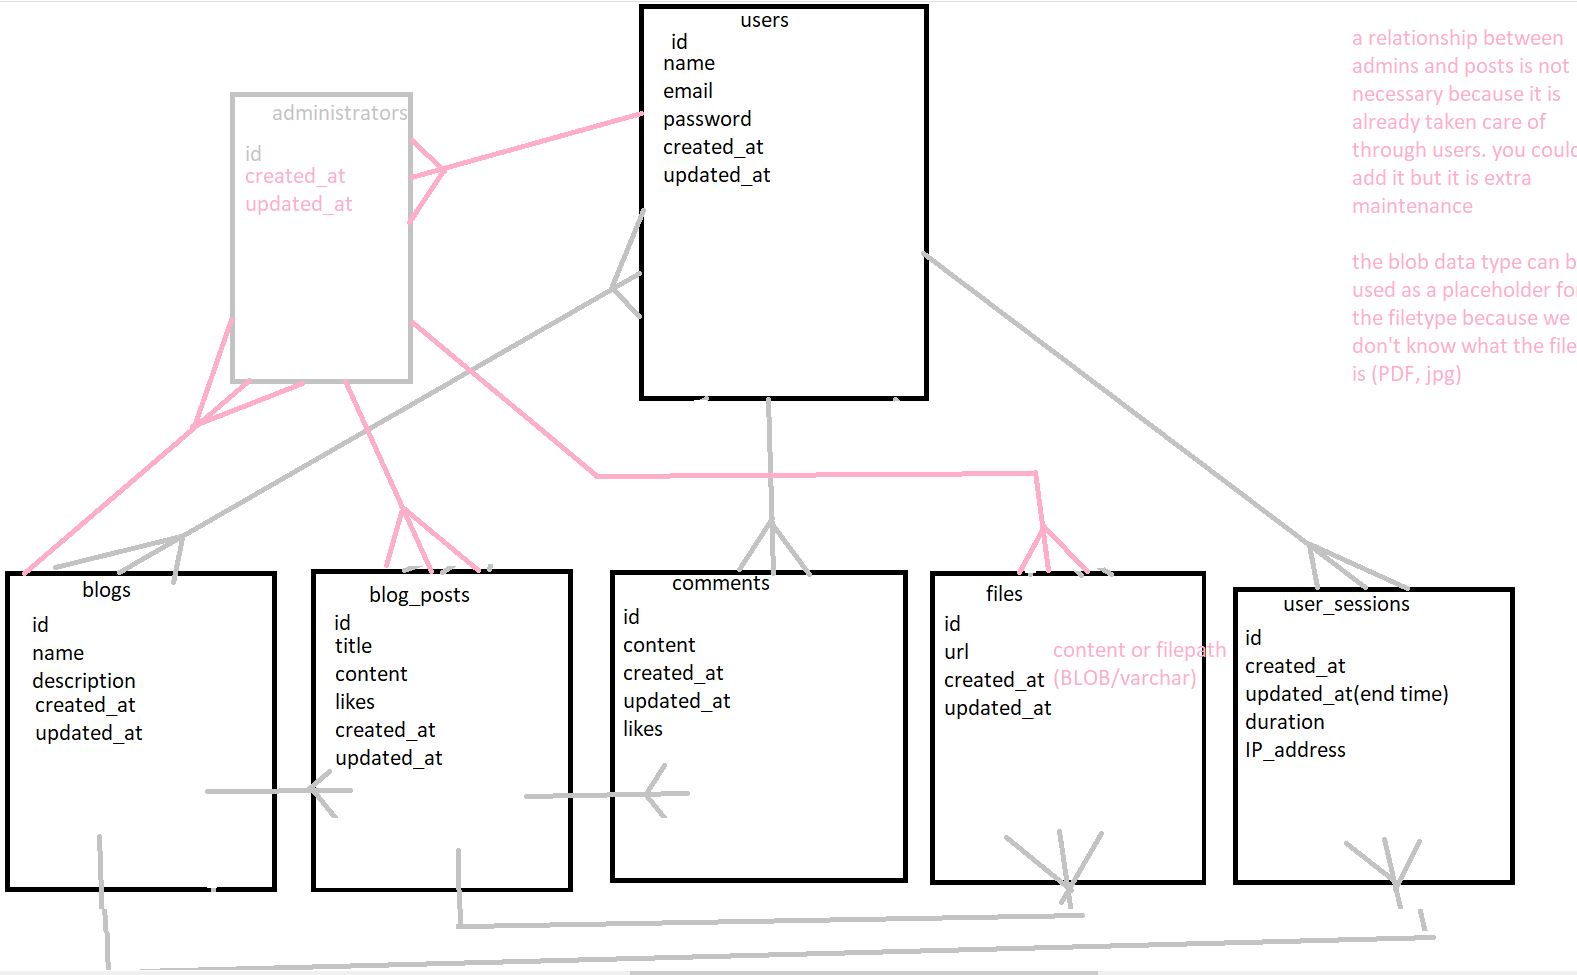 users
id
name
email
password
created_at
updated_at
administrators
id
created_at
updated_at
a relationship between
admins and posts is not
necessary because it is
already taken care of
through users. you could
add it but it is extra
maintenance
the blob data type can b
used as a placeholder fo
the filetype because we
don't know what the file
is (PDF, jpg)
blogs
id
name
description
created_at
updated_at
blog_posts
id
title
content
likes
created_at
updated_at
comments
id
content
created_at
updated_at
likes
files
id
url
created_at
updated_at
content or filepath
(BLOB/varchar)
user_sessions
id
created_at
updated_at(end time)
duration
IP_address